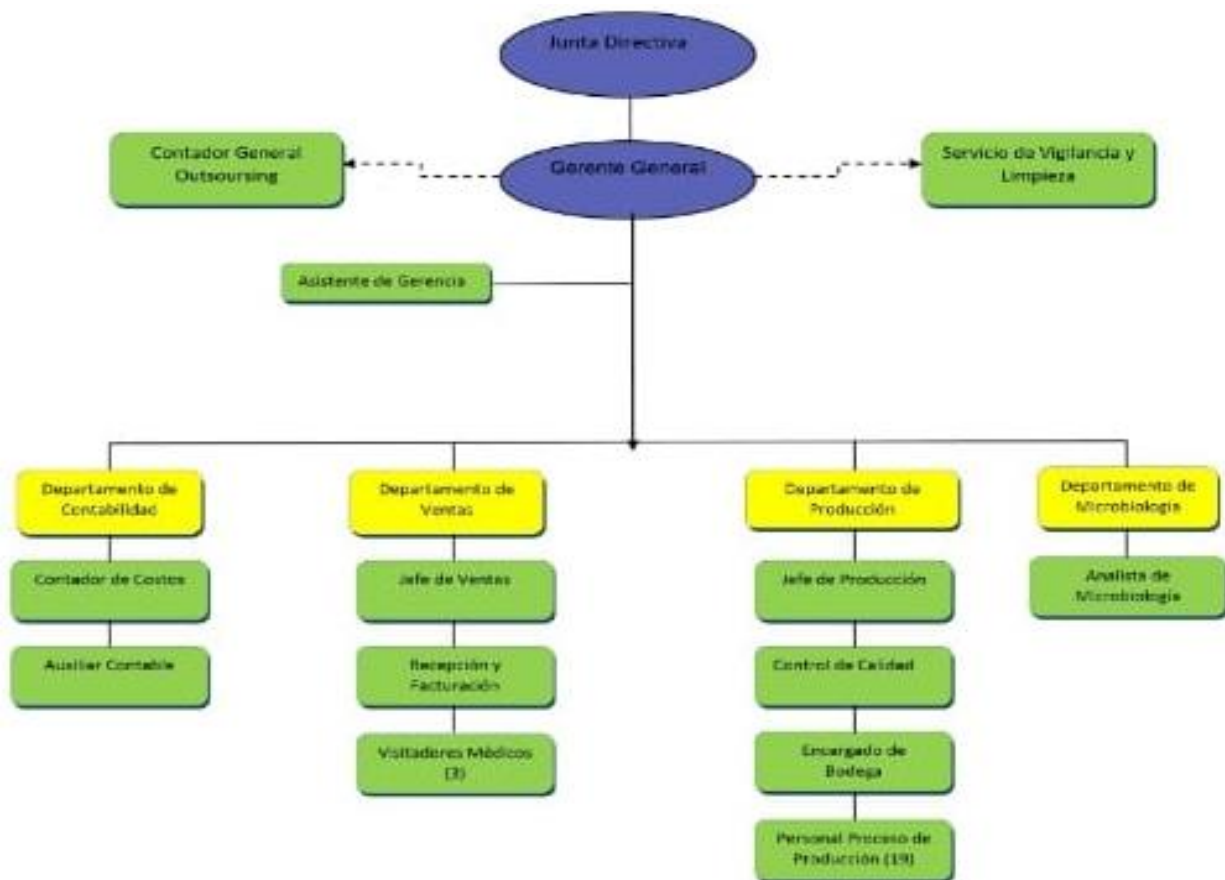 Junta Directiva
Contador General
Outsoursing
Gerente General
Servicio de Vigilancia y
Limpieza
Asistente de Gerencia
Departamento de
Contabilidad
Departamento de
Ventas
Departamento de
Producción
Departamento de
Microbiología
Contador de Costos
Jefe de Ventas
Jefe de Producción
Analista de
Microbiología
Auxiliar Contable
Recepción y
Facturación
Control de Calidad
Visitadores Médicos
(3)
Encargado de
Bodega
Personal Proceso de
Producción (19)